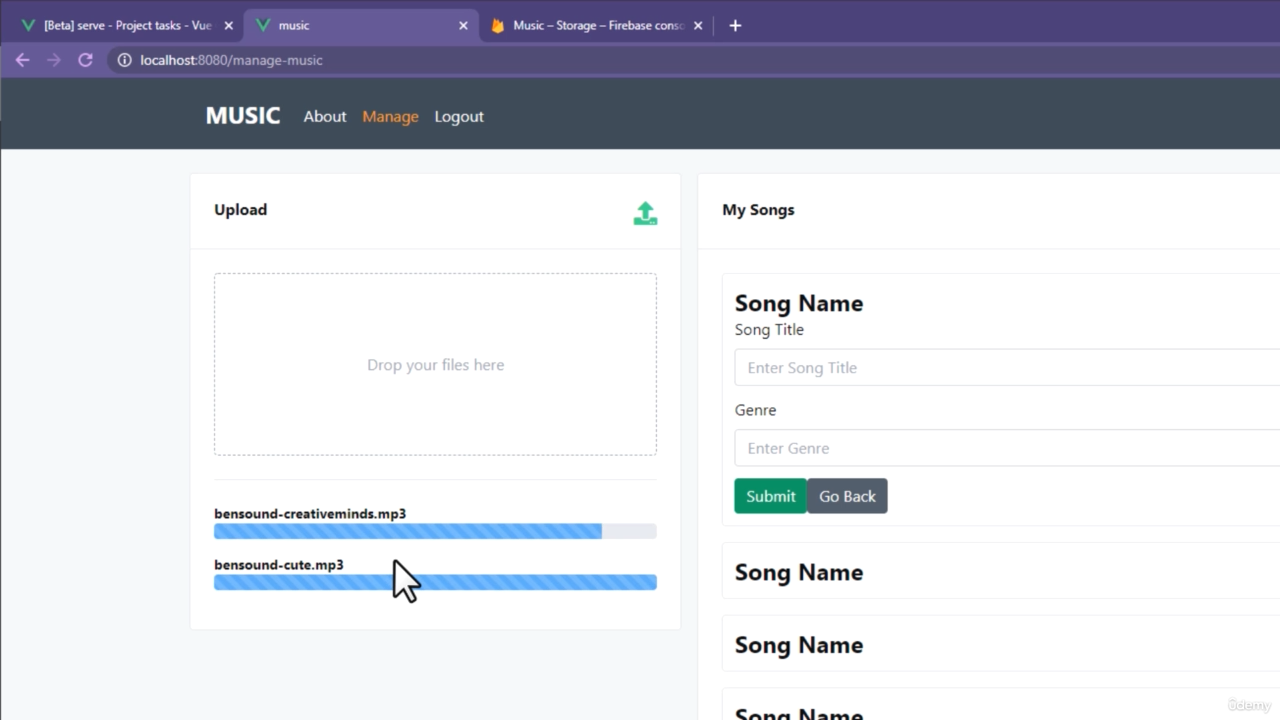 [Beta] serve - Project tasks - Vue
music
Music – Storage – Firebase conso
localhost:8080/manage-music
MUSIC About Manage Logout
Upload
Drop your files here
bensound-creativeminds.mp3
bensound-cute.mp3
My Songs
Song Name
Song Title
Enter Song Title
Genre
Enter Genre
Submit Go Back
Song Name
Song Name
Song Name
ûdemy